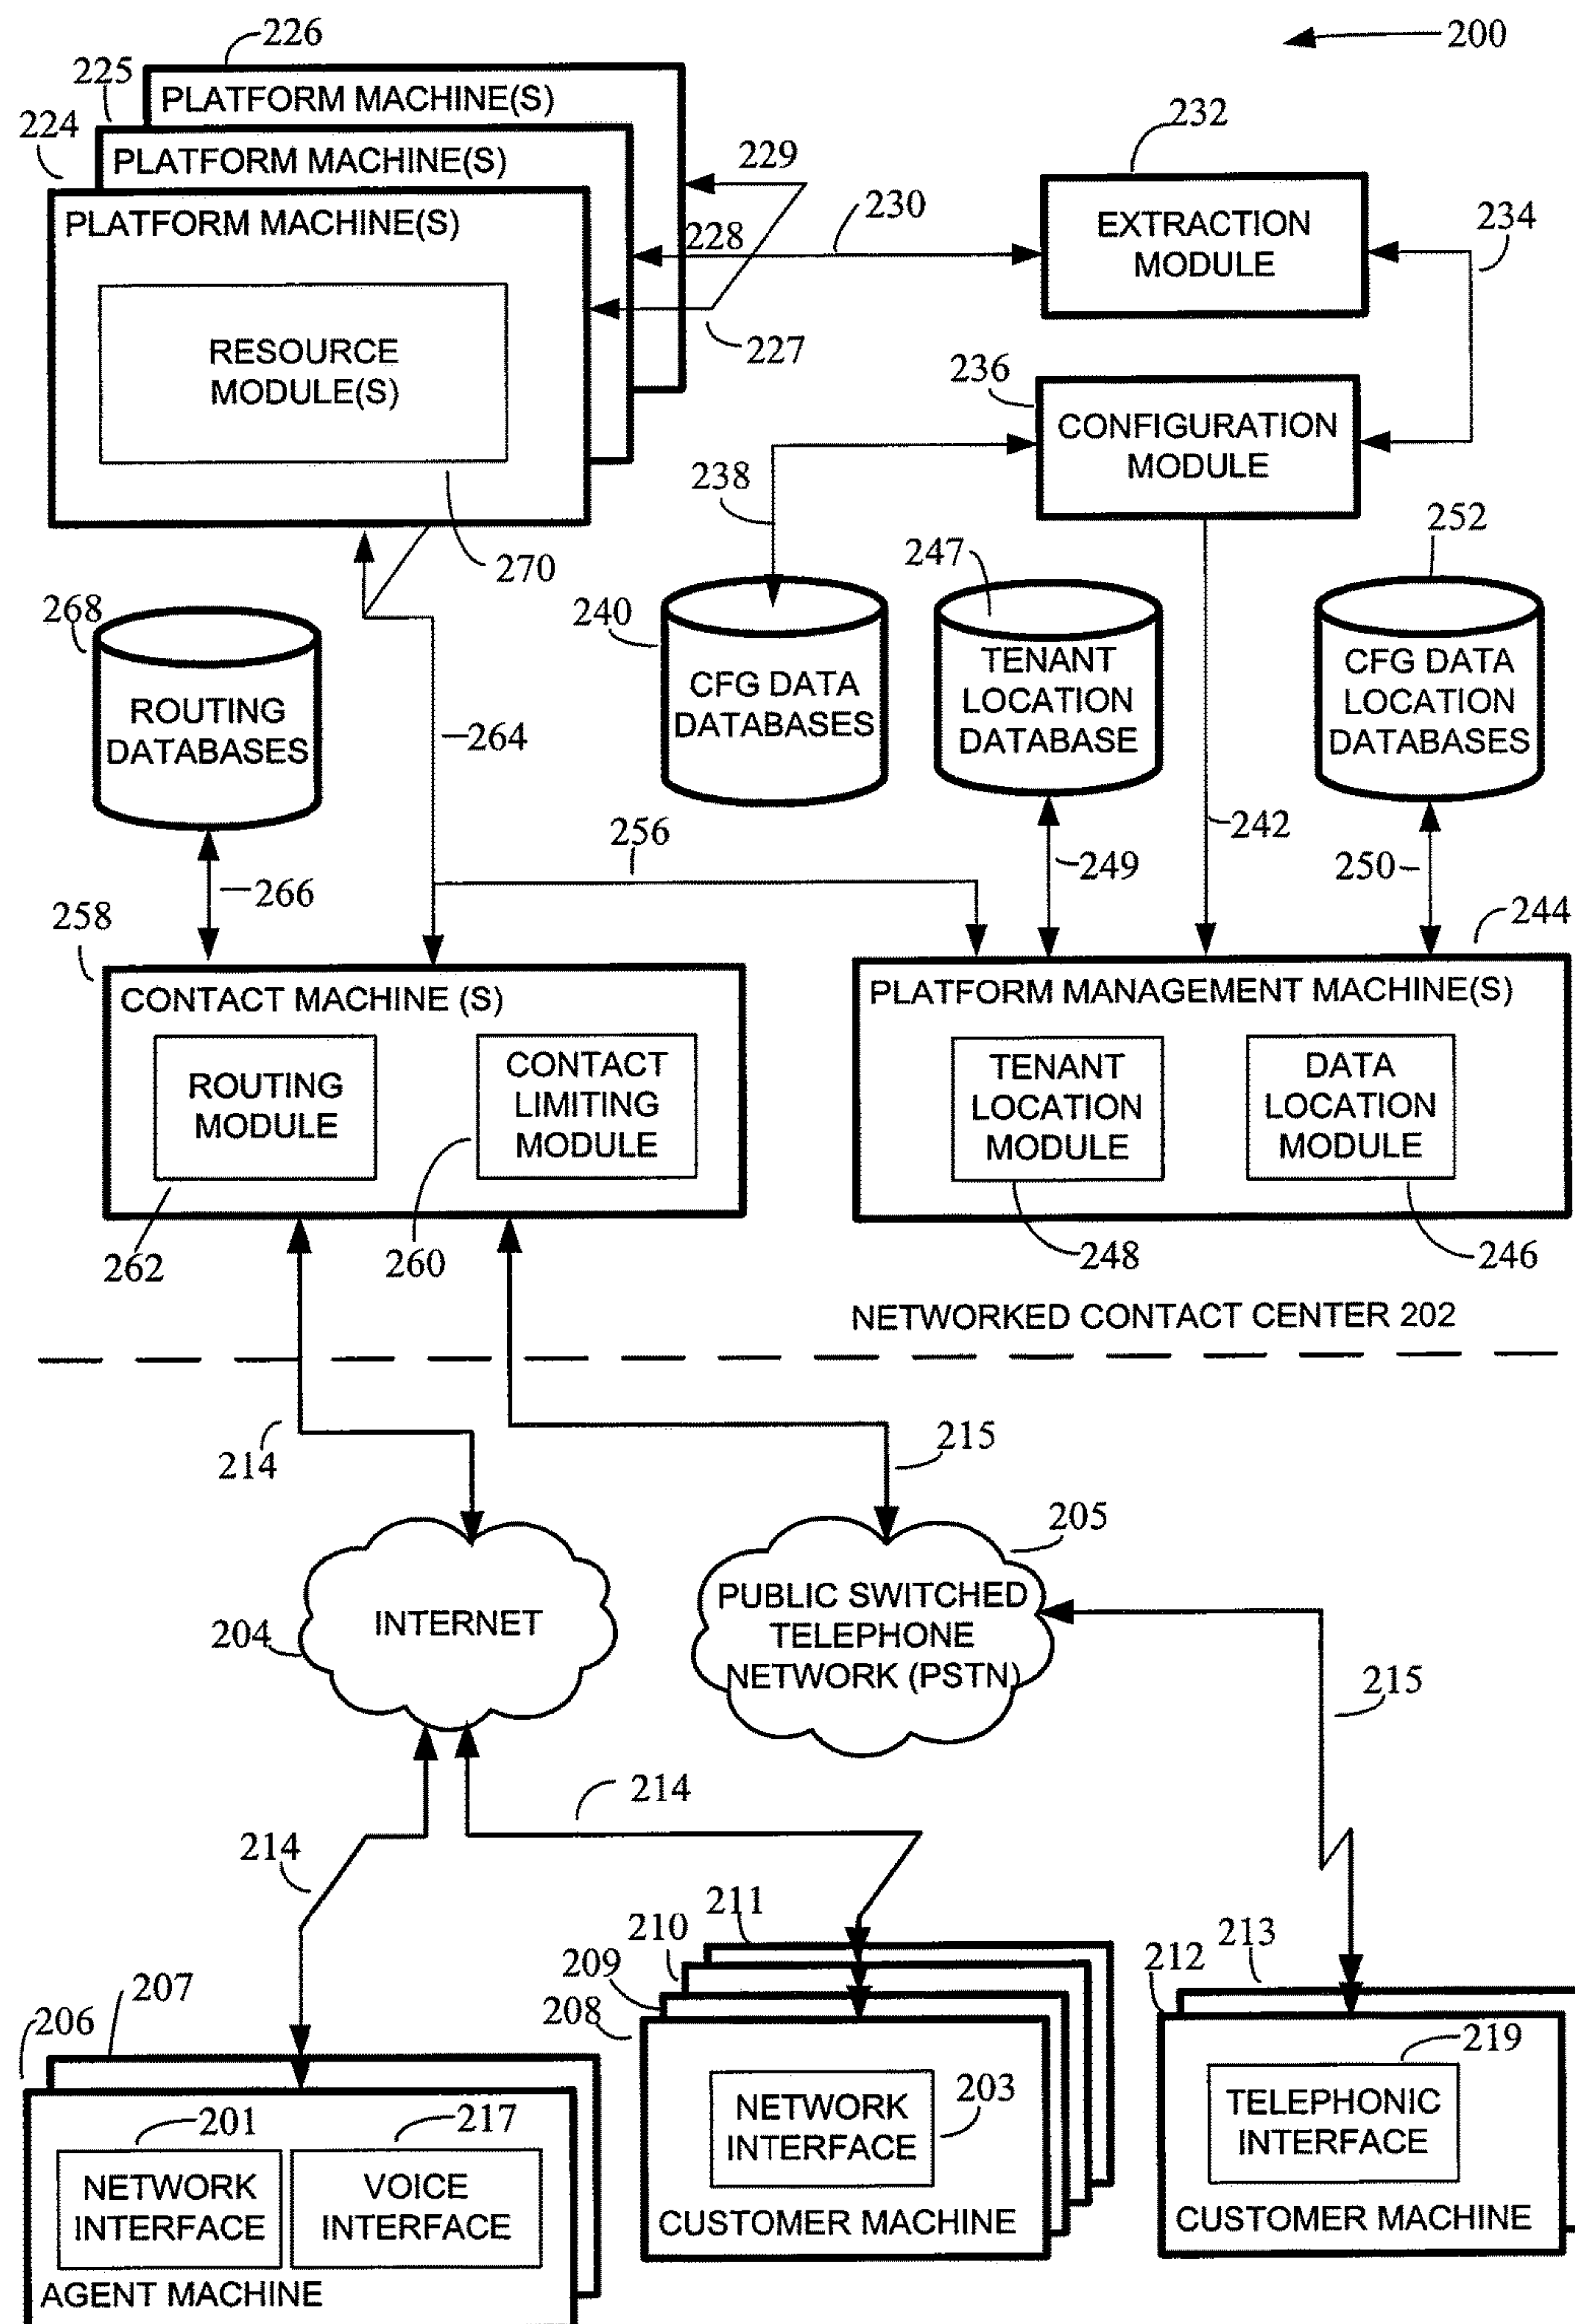 200
226
PLATFORM MACHINE(S)
225
PLATFORM MACHINE(S)
224
PLATFORM MACHINE(S)
RESOURCE
MODULE(S)
270
229
228
227
230
232
EXTRACTION
MODULE
234
236
CONFIGURATION
MODULE
238
240
CFG DATA
DATABASES
247
TENANT
LOCATION
DATABASE
252
CFG DATA
LOCATION
DATABASES
268
ROUTING
DATABASES
264
266
256
249
242
250
258
CONTACT MACHINE (S)
ROUTING
MODULE
CONTACT
LIMITING
MODULE
262
260
244
PLATFORM MANAGEMENT MACHINE(S)
TENANT
LOCATION
MODULE
DATA
LOCATION
MODULE
248
246
NETWORKED CONTACT CENTER 202
214
215
204
INTERNET
205
PUBLIC SWITCHED
TELEPHONE
NETWORK (PSTN)
215
214
214
207
206
201
217
NETWORK
INTERFACE
VOICE
INTERFACE
AGENT MACHINE
211
210
209
208
NETWORK
INTERFACE
203
CUSTOMER MACHINE
213
212
219
TELEPHONIC
INTERFACE
CUSTOMER MACHINE